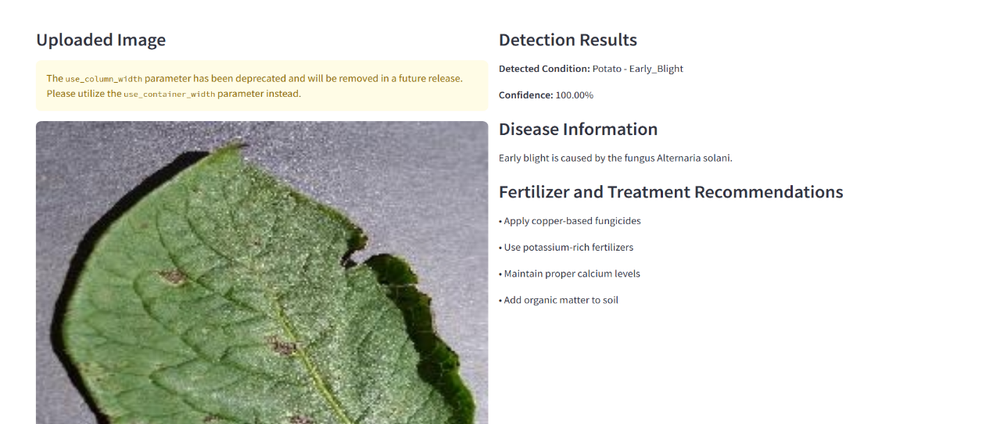 Uploaded Image
The use_column_width parameter has been deprecated and will be removed in a future release.
Please utilize the use_container_width parameter instead.
Detection Results
Detected Condition: Potato - Early_Blight
Confidence: 100.00%
Disease Information
Early blight is caused by the fungus Alternaria solani.
Fertilizer and Treatment Recommendations
• Apply copper-based fungicides
• Use potassium-rich fertilizers
• Maintain proper calcium levels
• Add organic matter to soil